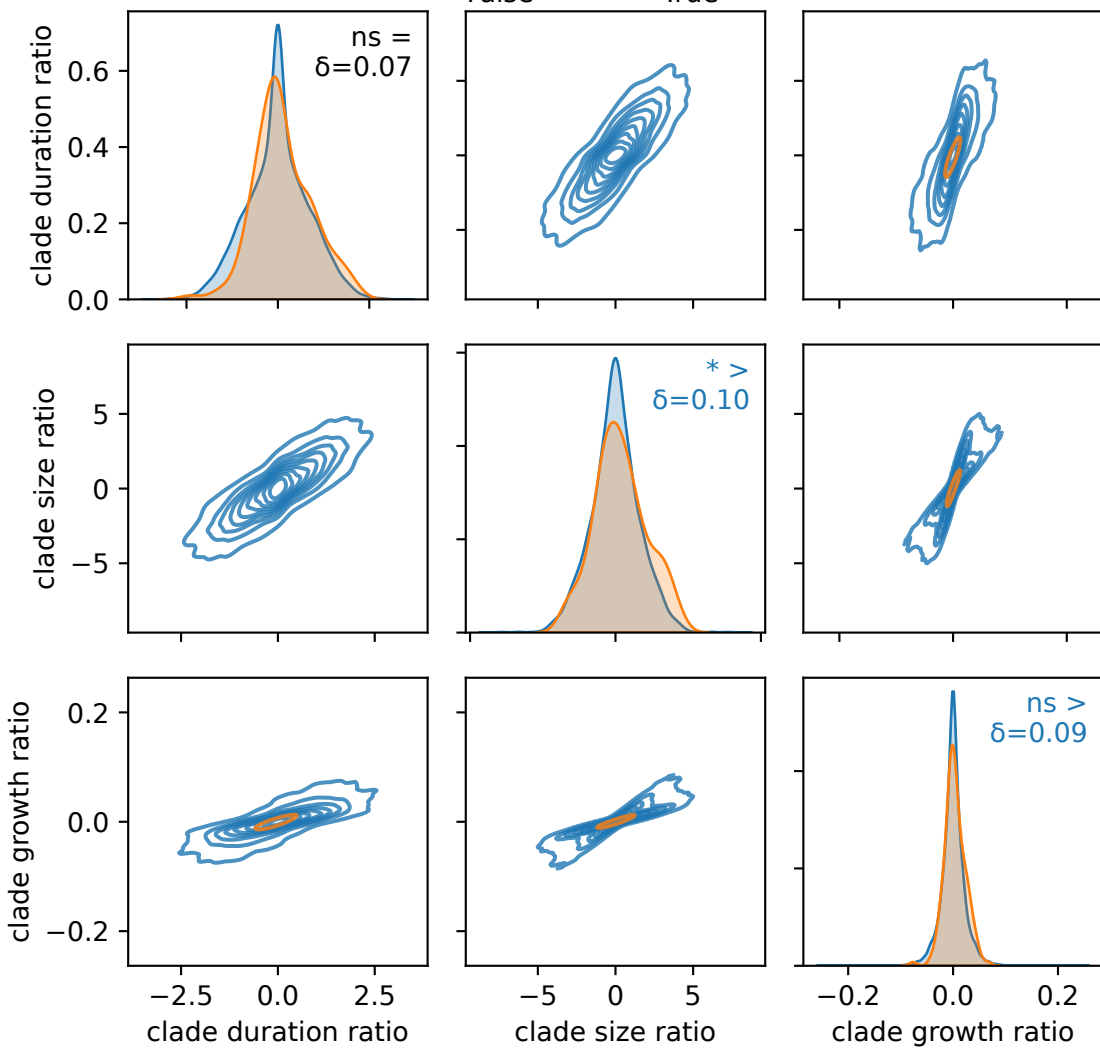 ns =
δ=0.07
clade duration ratio
0.6
0.4
0.2
0.0
* >
δ=0.10
clade size ratio
5
0
−5
ns >
δ=0.09
clade growth ratio
0.2
0.0
−0.2
−2.5 0.0 2.5
−5 0 5
−0.2 0.0 0.2
clade duration ratio
clade size ratio
clade growth ratio